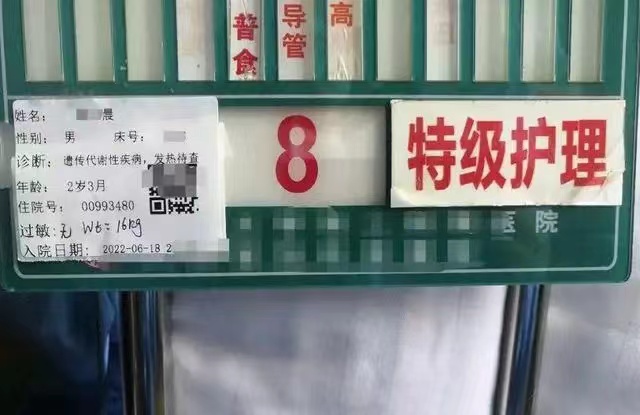 普食
导管
高
姓名: 晨
性别: 男 床号:
诊断: 遗传代谢性疾病, 发热待查
年龄: 2岁3月
住院号: 00993480
过敏: 无 Wt= 16kg
入院日期: 2022-06-18 2
8
特级护理
医院